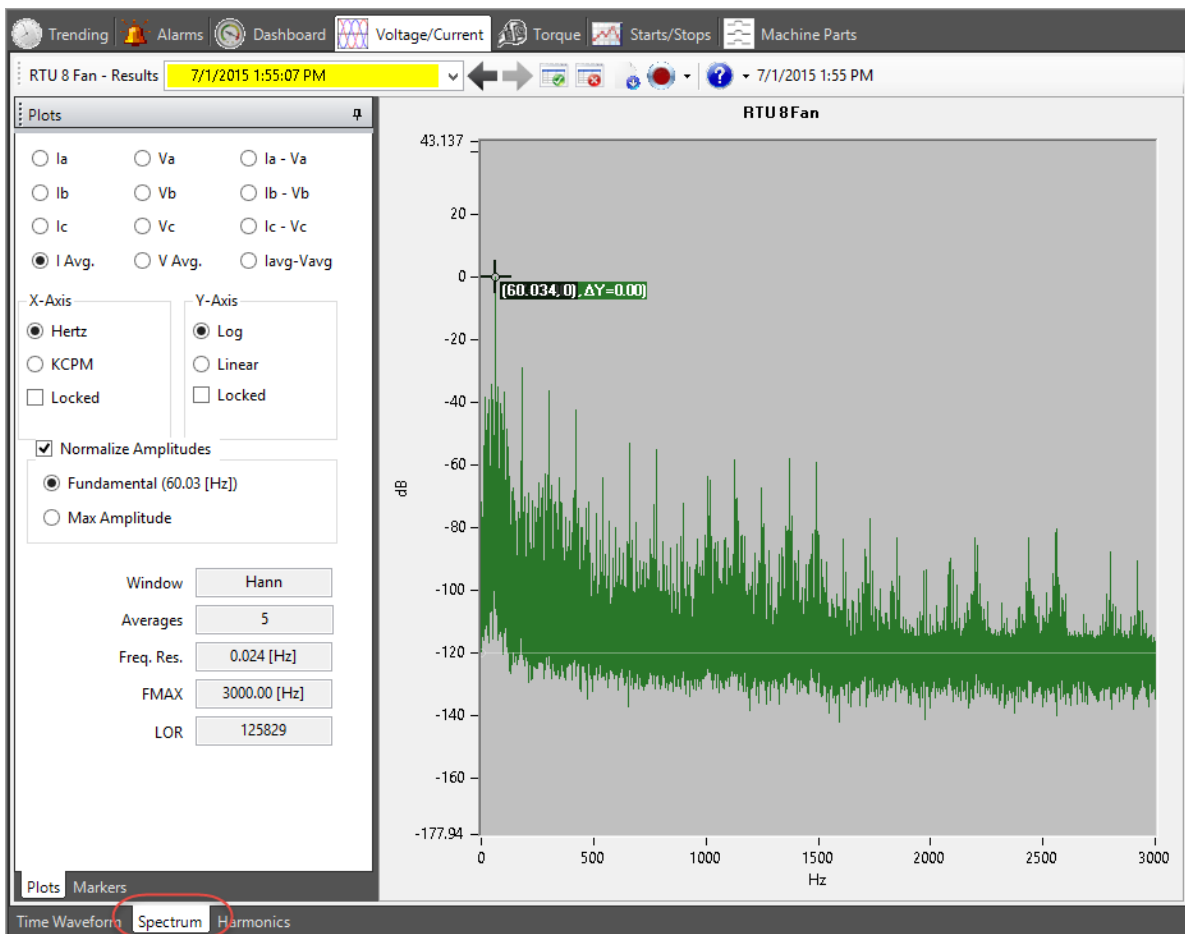 Trending Alarms Dashboard Voltage/Current Torque Starts/Stops Machine Parts
RTU 8 Fan - Results 7/1/2015 1:55:07 PM 7/1/2015 1:55 PM
Plots
Ia Va Ia - Va
Ib Vb Ib - Vb
Ic Vc Ic - Vc
I Avg. V Avg. Iavg-Vavg
X-Axis Y-Axis
Hertz Log
KCPM Linear
Locked Locked
Normalize Amplitudes
Fundamental (60.03 [Hz])
Max Amplitude
Window Hann
Averages 5
Freq. Res. 0.024 [Hz]
FMAX 3000.00 [Hz]
LOR 125829
Plots Markers
Time Waveform Spectrum Harmonics
RTU 8 Fan
43.137
20
0
(60.034, 0), ΔY=0.00)
-20
-40
-60
dB
-80
-100
-120
-140
-160
-177.94
0 500 1000 1500 2000 2500 3000
Hz